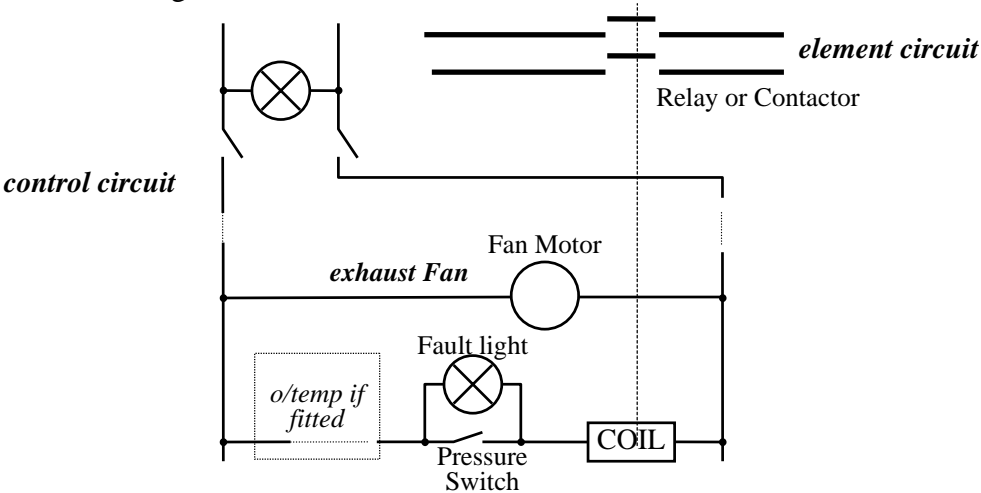 element circuit
Relay or Contactor
control circuit
Fan Motor
exhaust Fan
Fault light
o/temp if
fitted
COIL
Pressure
Switch